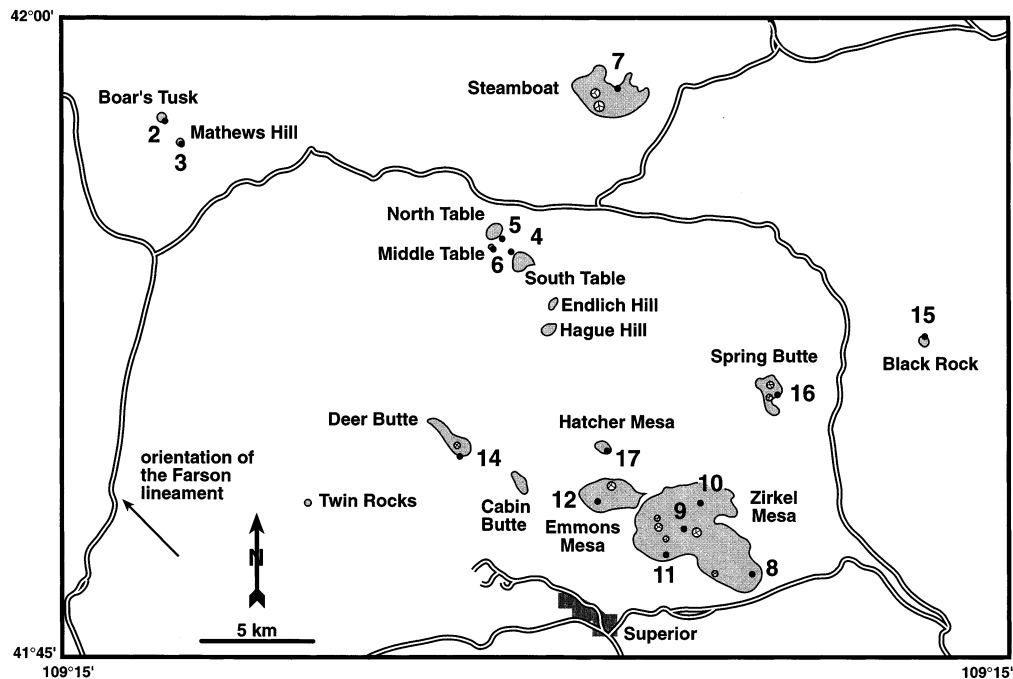 42°00'
7
Steamboat
Boar's Tusk
2
Mathews Hill
3
North Table
5
4
Middle Table
6
South Table
Endlich Hill
Hague Hill
15
Black Rock
Spring Butte
16
Deer Butte
Hatcher Mesa
14
17
orientation of
the Farson
lineament
10
Twin Rocks
Cabin
Butte
12
9
Zirkel
Mesa
Emmons
Mesa
N
11
8
5 km
Superior
41°45'
109°15'
109°15'